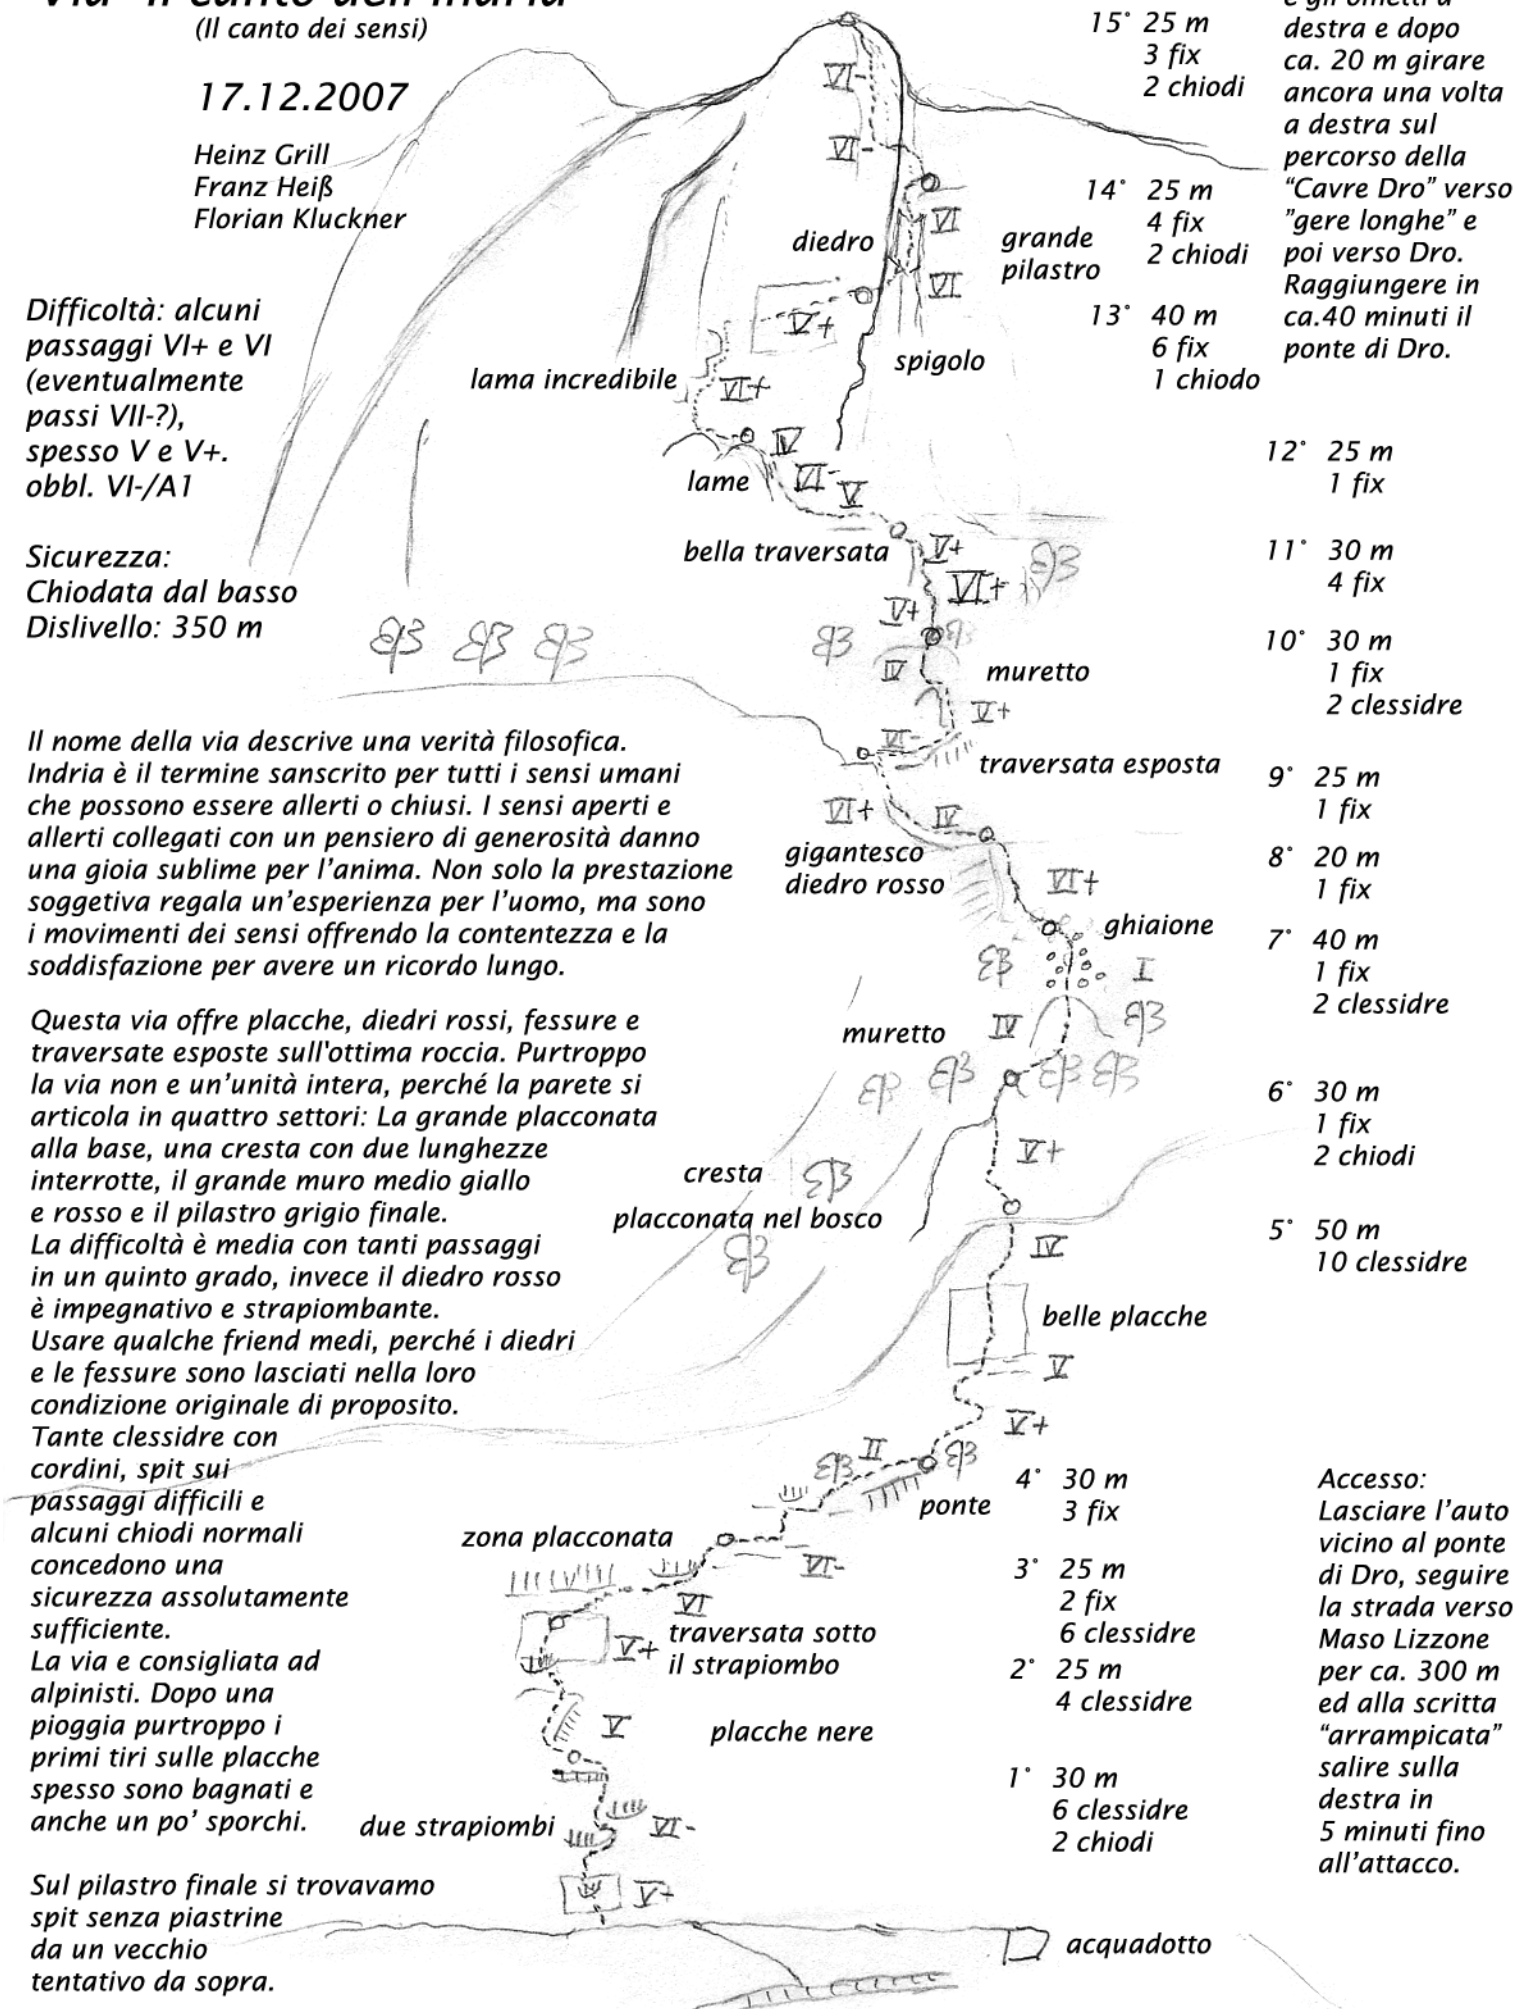 (Il canto dei sensi)
17.12.2007
Heinz Grill
Franz Heiß
Florian Kluckner
Difficoltà: alcuni
passaggi VI+ e VI
(eventualmente
passi VII-?),
spesso V e V+.
obbl. VI-/A1
Sicurezza:
Chiodata dal basso
Dislivello: 350 m
Il nome della via descrive una verità filosofica.
Indria è il termine sanscrito per tutti i sensi umani
che possono essere allerti o chiusi. I sensi aperti e
allerti collegati con un pensiero di generosità danno
una gioia sublime per l'anima. Non solo la prestazione
soggetiva regala un'esperienza per l'uomo, ma sono
i movimenti dei sensi offrendo la contentezza e la
soddisfazione per avere un ricordo lungo.
Questa via offre placche, diedri rossi, fessure e
traversate esposte sull'ottima roccia. Purtroppo
la via non e un'unità intera, perché la parete si
articola in quattro settori: La grande placconata
alla base, una cresta con due lunghezze
interrotte, il grande muro medio giallo
e rosso e il pilastro grigio finale.
La difficoltà è media con tanti passaggi
in un quinto grado, invece il diedro rosso
è impegnativo e strapiombante.
Usare qualche friend medi, perché i diedri
e le fessure sono lasciati nella loro
condizione originale di proposito.
Tante clessidre con
cordini, spit sui
passaggi difficili e
alcuni chiodi normali
concedono una
sicurezza assolutamente
sufficiente.
La via e consigliata ad
alpinisti. Dopo una
pioggia purtroppo i
primi tiri sulle placche
spesso sono bagnati e
anche un po' sporchi.
Sul pilastro finale si trovavamo
spit senza piastrine
da un vecchio
tentativo da sopra.
VI-
VI-
VI
diedro
VI
V+
spigolo
grande
pilastro
lama incredibile
VI+
IV
lame
VI-
V
bella traversata
V+
VI+
V+
IV
muretto
V+
VI-
traversata esposta
VI+
IV
gigantesco
diedro rosso
VI+
ghiaione
I
muretto
IV
V+
cresta
placconata nel bosco
IV
belle placche
V
V+
II
ponte
zona placconata
VI-
VI
V+
traversata sotto
il strapiombo
V
placche nere
due strapiombi
VI-
V+
acquadotto
15° 25 m
3 fix
2 chiodi
14° 25 m
4 fix
2 chiodi
13° 40 m
6 fix
1 chiodo
12° 25 m
1 fix
11° 30 m
4 fix
10° 30 m
1 fix
2 clessidre
9° 25 m
1 fix
8° 20 m
1 fix
7° 40 m
1 fix
2 clessidre
6° 30 m
1 fix
2 chiodi
5° 50 m
10 clessidre
4° 30 m
3 fix
3° 25 m
2 fix
6 clessidre
2° 25 m
4 clessidre
1° 30 m
6 clessidre
2 chiodi
destra e dopo
ca. 20 m girare
ancora una volta
a destra sul
percorso della
“Cavre Dro” verso
”gere longhe” e
poi verso Dro.
Raggiungere in
ca.40 minuti il
ponte di Dro.
Accesso:
Lasciare l'auto
vicino al ponte
di Dro, seguire
la strada verso
Maso Lizzone
per ca. 300 m
ed alla scritta
“arrampicata”
salire sulla
destra in
5 minuti fino
all'attacco.